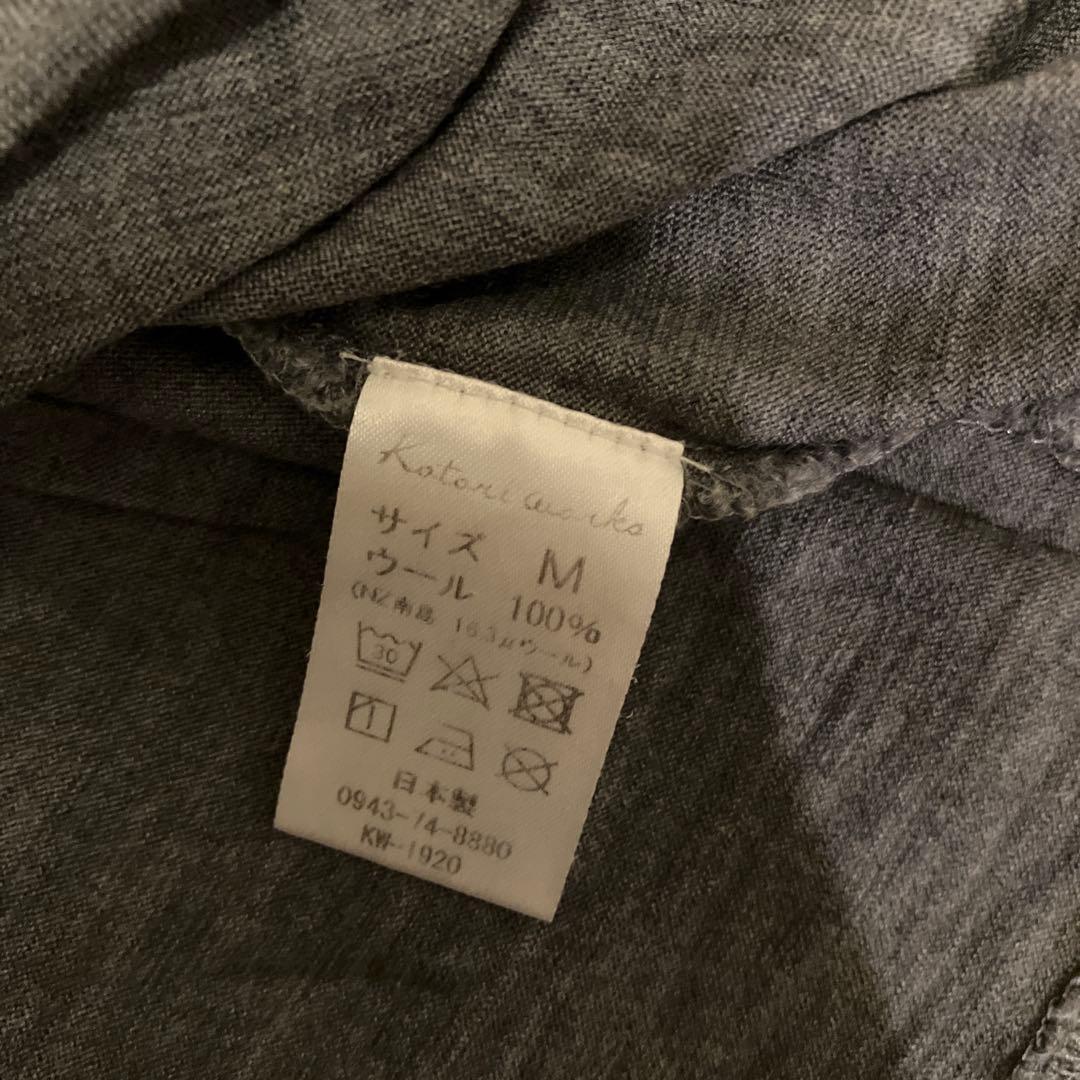 Kotori works
サイズ M
ウール 100%
(NZ南島 16.3μウール)
30
日本製
0943-74-8880
KW-1920